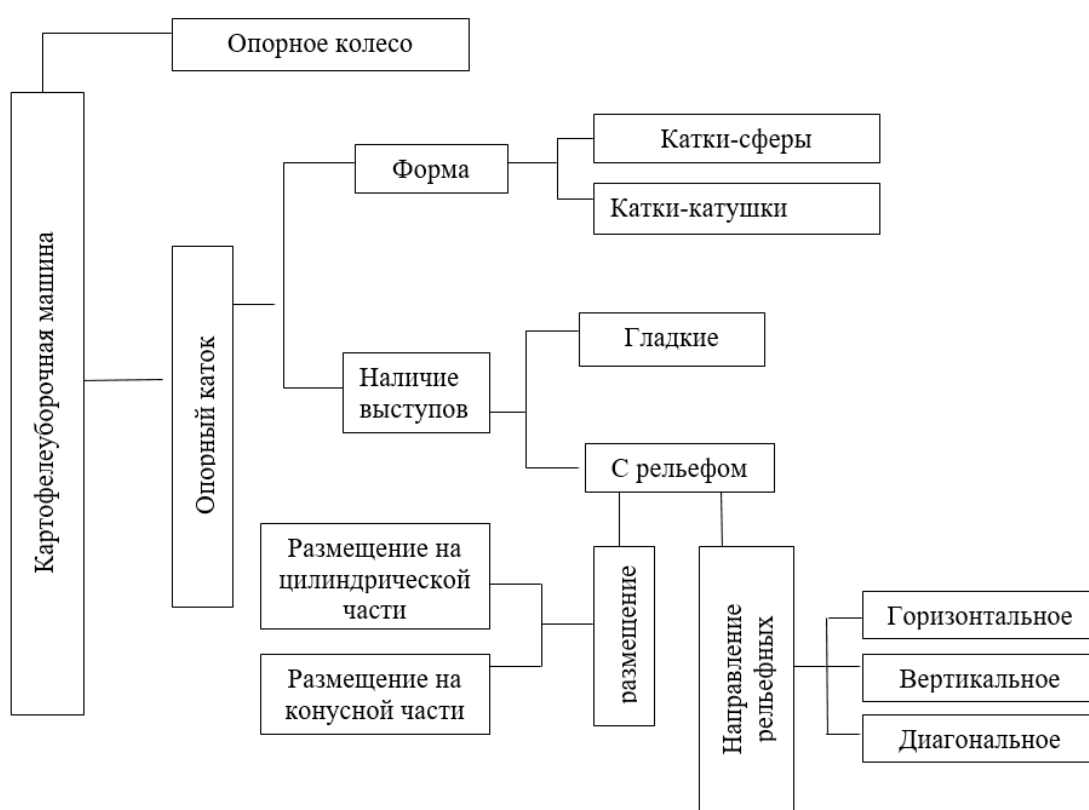 Опорное колесо
Картофелеуборочная машина
Опорный каток
Форма
Катки-сферы
Катки-катушки
Наличие
выступов
Гладкие
С рельефом
Размещение на
цилиндрической
части
Размещение на
конусной части
размещение
Направление
рельефных
Горизонтальное
Вертикальное
Диагональное